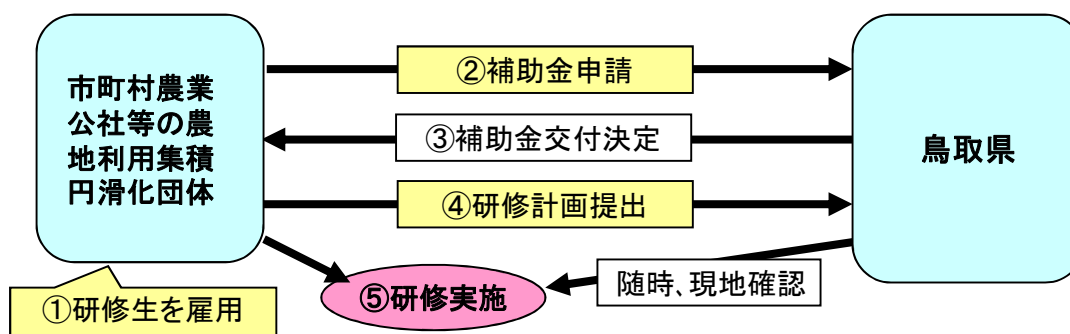 市町村農業
公社等の農
地利用集積
円滑化団体
②補助金申請
③補助金交付決定
④研修計画提出
鳥取県
①研修生を雇用
⑤研修実施
随時、現地確認